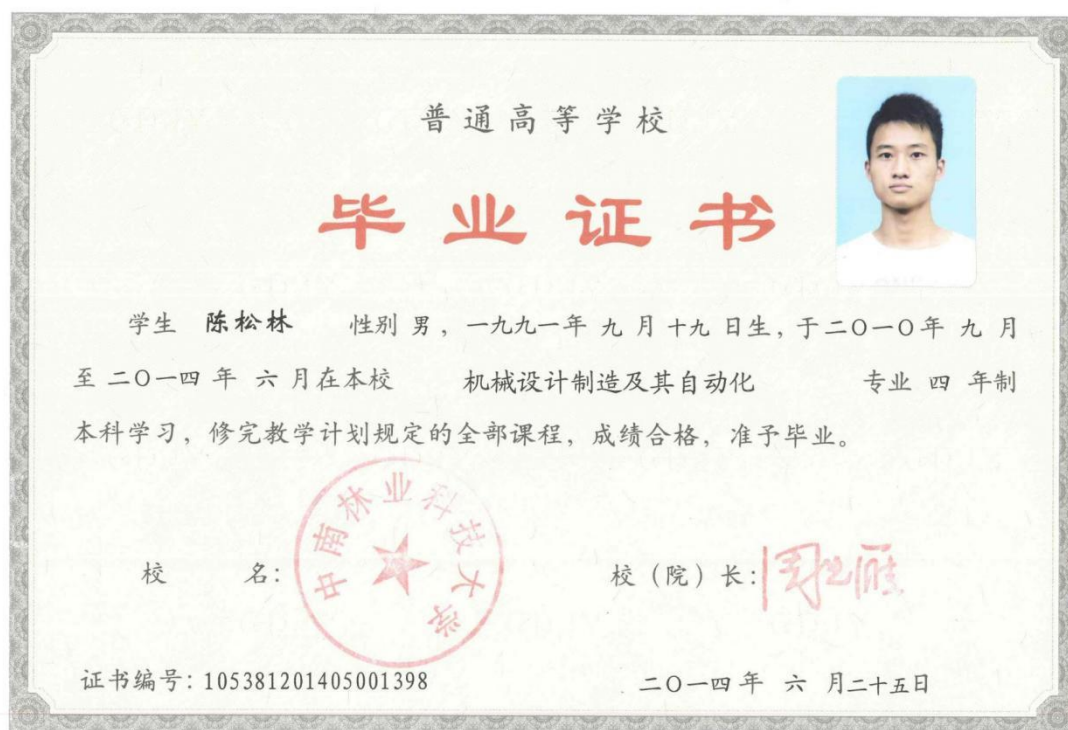 普通高等学校
毕业证书
学生 陈松林 性别 男，一九九一年 九 月 十九 日生，于二〇一〇年 九 月
至 二〇一四 年 六 月在本校 机械设计制造及其自动化 专业 四 年制
本科学习，修完教学计划规定的全部课程，成绩合格，准予毕业。
中南林业科技大学
校 名： 校（院）长：
证书编号：105381201405001398 二〇一四 年 六 月二十五日